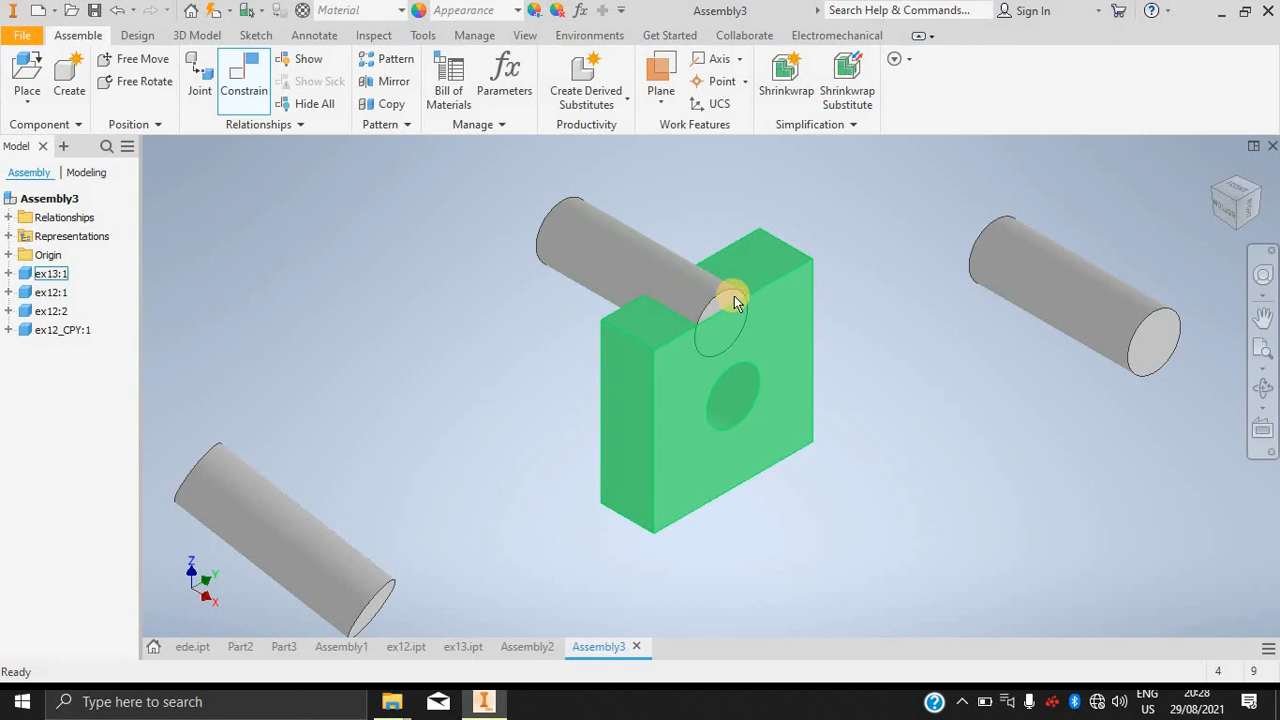 Material
Appearance
fx
Assembly3
Search Help & Commands...
Sign In
?
File
Assemble
Design
3D Model
Sketch
Annotate
Inspect
Tools
Manage
View
Environments
Get Started
Collaborate
Electromechanical
Place
Create
Free Move
Free Rotate
Joint
Constrain
Show
Show Sick
Hide All
Pattern
Mirror
Copy
Bill of
Materials
fx
Parameters
Create Derived
Substitutes
Plane
Axis
Point
UCS
Shrinkwrap
Shrinkwrap
Substitute
Component
Position
Relationships
Pattern
Manage
Productivity
Work Features
Simplification
Model
Assembly
Modeling
Assembly3
Relationships
Representations
Origin
ex13:1
ex12:1
ex12:2
ex12_CPY:1
FRONT
BOTTOM
Z
Y
X
ede.ipt
Part2
Part3
Assembly1
ex12.ipt
ex13.ipt
Assembly2
Assembly3
Ready
4
9
Type here to search
ENG
US
20:28
29/08/2021